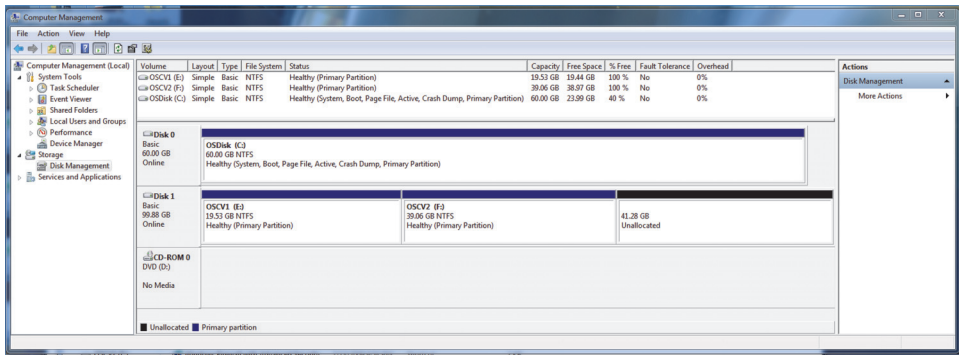 Computer Management
File Action View Help
Computer Management (Local)
System Tools
Task Scheduler
Event Viewer
Shared Folders
Local Users and Groups
Performance
Device Manager
Storage
Disk Management
Services and Applications
Volume Layout Type File System Status Capacity Free Space % Free Fault Tolerance Overhead
OSCV1 (E:) Simple Basic NTFS Healthy (Primary Partition) 19.53 GB 19.44 GB 100 % No 0%
OSCV2 (F:) Simple Basic NTFS Healthy (Primary Partition) 39.06 GB 38.97 GB 100 % No 0%
OSDisk (C:) Simple Basic NTFS Healthy (System, Boot, Page File, Active, Crash Dump, Primary Partition) 60.00 GB 23.99 GB 40 % No 0%
Disk 0
Basic
60.00 GB
Online
OSDisk (C:)
60.00 GB NTFS
Healthy (System, Boot, Page File, Active, Crash Dump, Primary Partition)
Disk 1
Basic
99.88 GB
Online
OSCV1 (E:)
19.53 GB NTFS
Healthy (Primary Partition)
OSCV2 (F:)
39.06 GB NTFS
Healthy (Primary Partition)
41.28 GB
Unallocated
CD-ROM 0
DVD (D:)
No Media
Unallocated Primary partition
Actions
Disk Management
More Actions